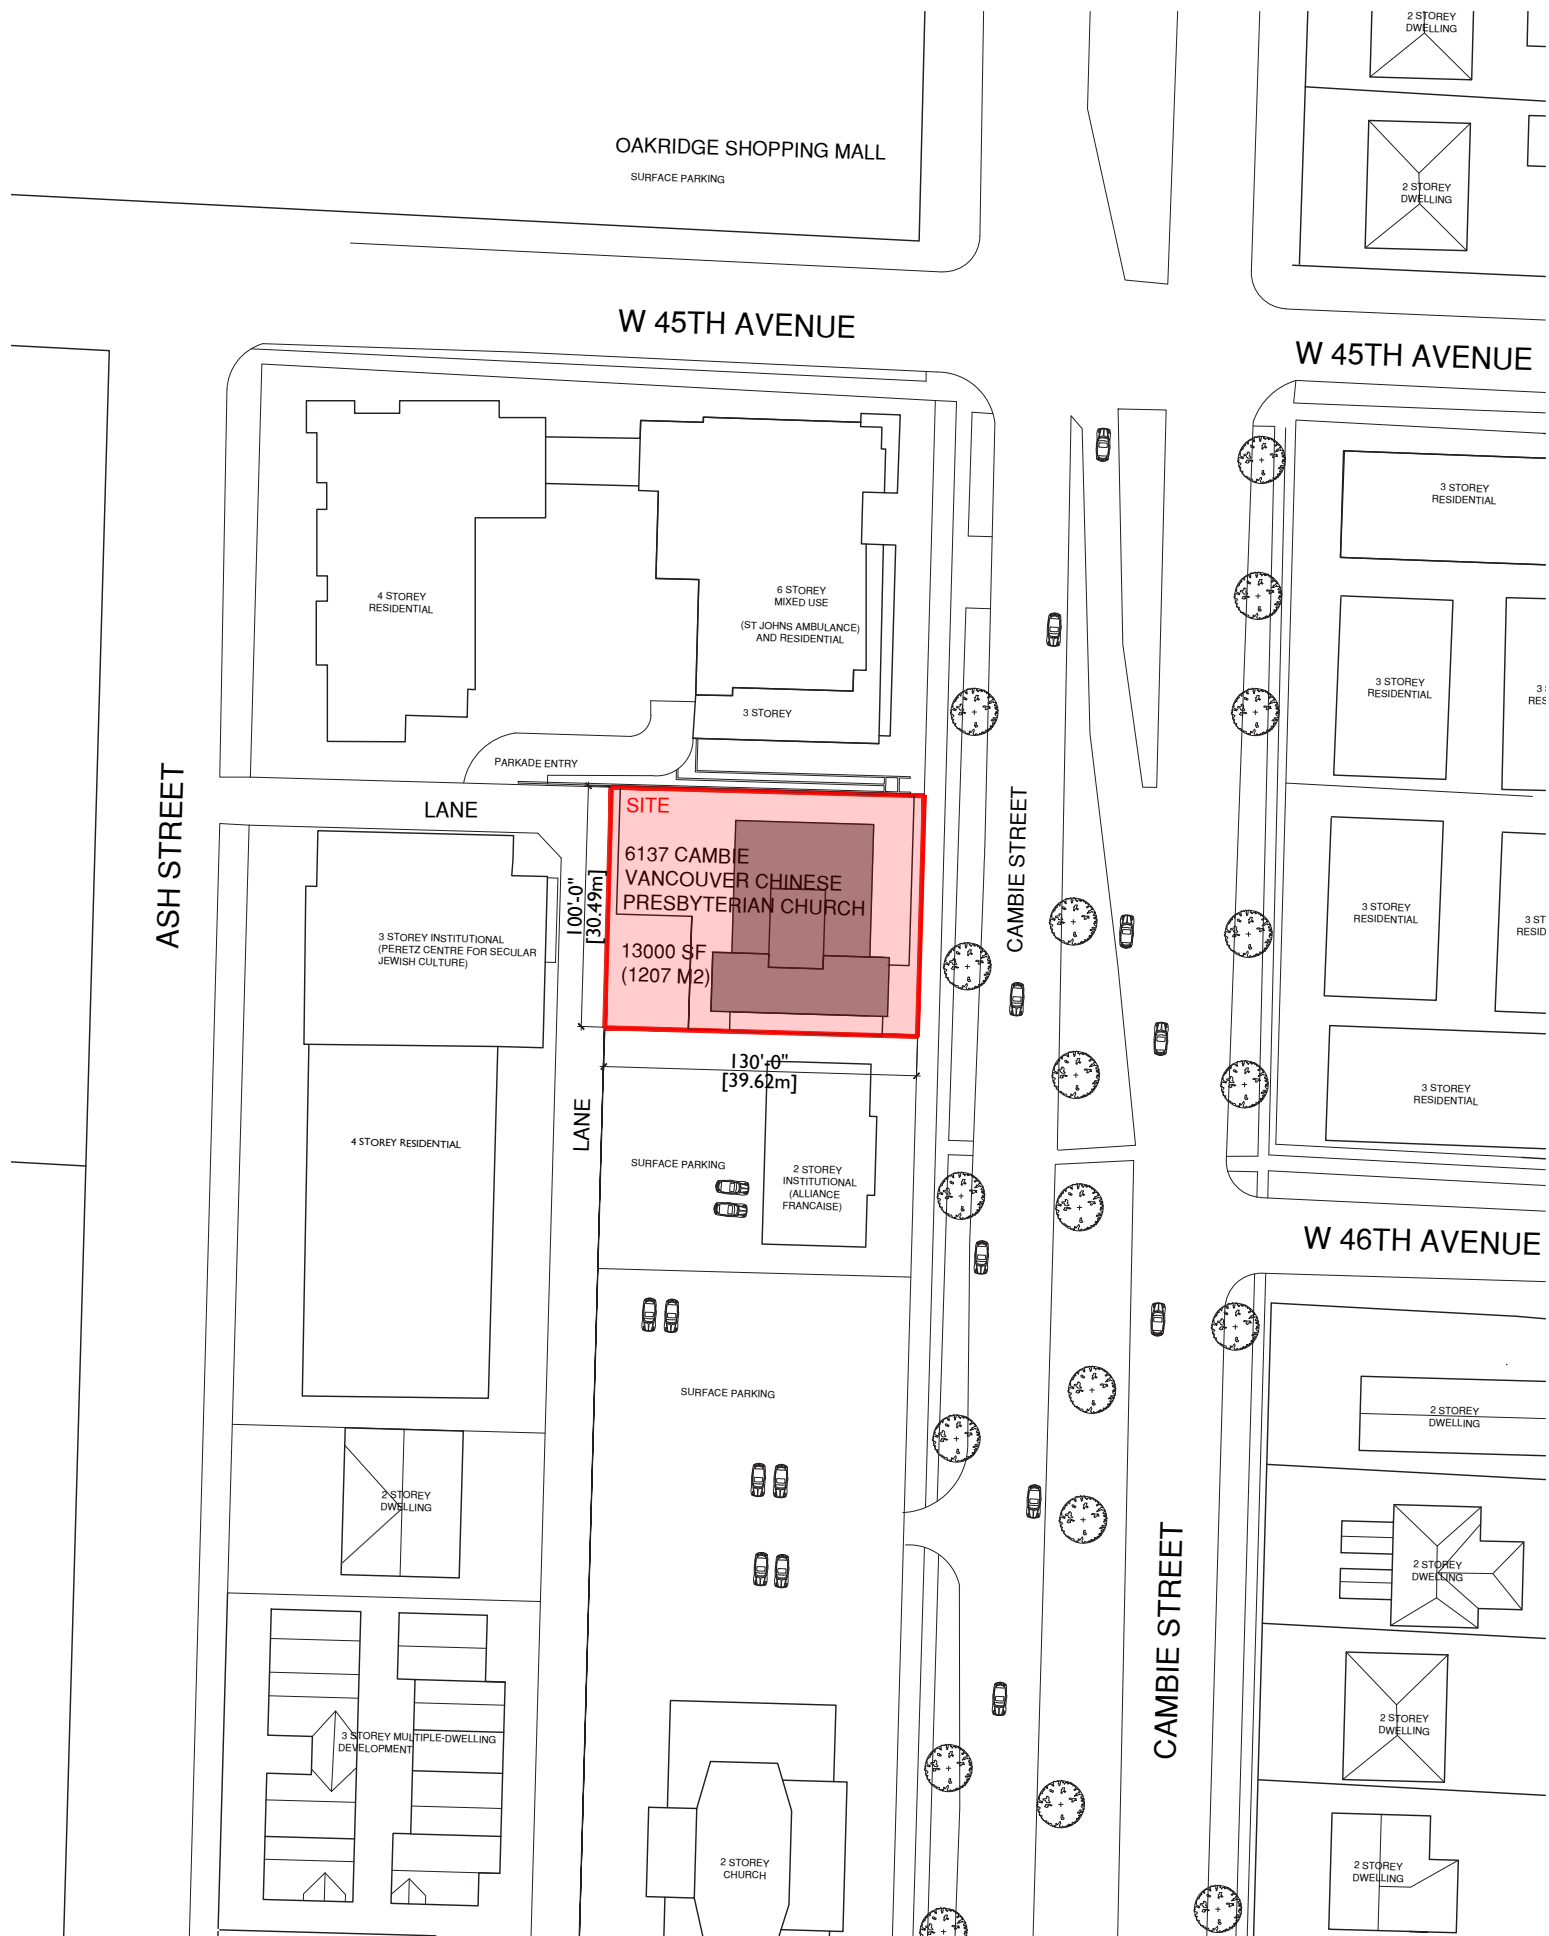 2 STOREY
DWELLING
OAKRIDGE SHOPPING MALL
SURFACE PARKING
2 STOREY
DWELLING
W 45TH AVENUE
W 45TH AVENUE
3 STOREY
RESIDENTIAL
4 STOREY
RESIDENTIAL
6 STOREY
MIXED USE
(ST JOHNS AMBULANCE)
AND RESIDENTIAL
3 STOREY
RESIDENTIAL
3 STOREY
PARKADE ENTRY
LANE
SITE
6137 CAMBIE
VANCOUVER CHINESE
PRESBYTERIAN CHURCH
13000 SF
(1207 M2)
100'-0"
[30.49m]
130'-0"
[39.62m]
ASH STREET
CAMBIE STREET
3 STOREY
RESIDENTIAL
3 STOREY INSTITUTIONAL
(PERETZ CENTRE FOR SECULAR
JEWISH CULTURE)
3 STOREY
RESIDENTIAL
LANE
4 STOREY RESIDENTIAL
SURFACE PARKING
2 STOREY
INSTITUTIONAL
(ALLIANCE
FRANCAISE)
W 46TH AVENUE
SURFACE PARKING
2 STOREY
DWELLING
2 STOREY
DWELLING
2 STOREY
DWELLING
CAMBIE STREET
3 STOREY MULTIPLE-DWELLING
DEVELOPMENT
2 STOREY
DWELLING
2 STOREY
CHURCH
2 STOREY
DWELLING